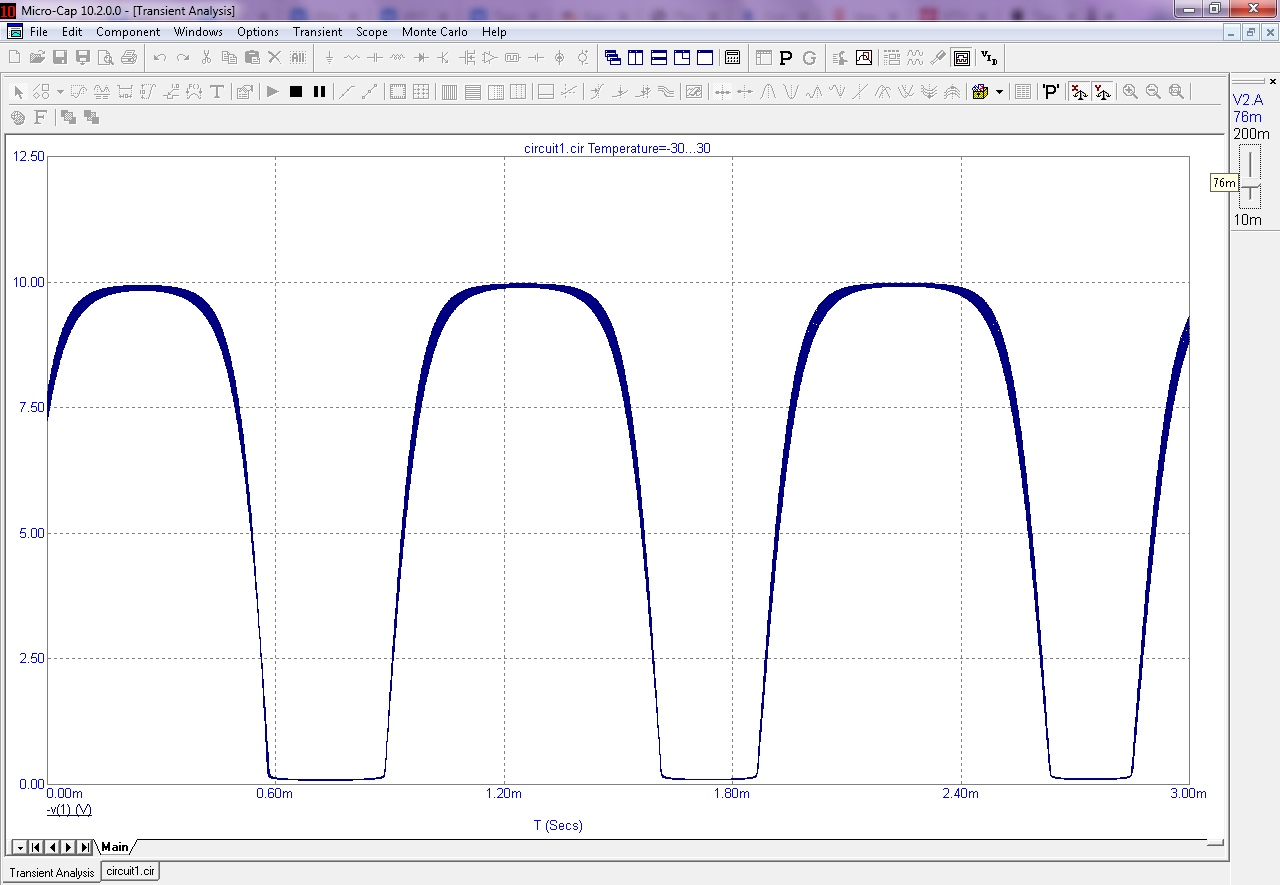 10 Micro-Cap 10.2.0.0 - [Transient Analysis]
File Edit Component Windows Options Transient Scope Monte Carlo Help
All P G
T F(X) 'P' X Y
F
V2.A
76m
200m
76m
10m
circuit1.cir Temperature=-30...30
12.50
10.00
7.50
5.00
2.50
0.00
0.00m 0.60m 1.20m 1.80m 2.40m 3.00m
-v(1) (V)
T (Secs)
Main
Transient Analysis circuit1.cir